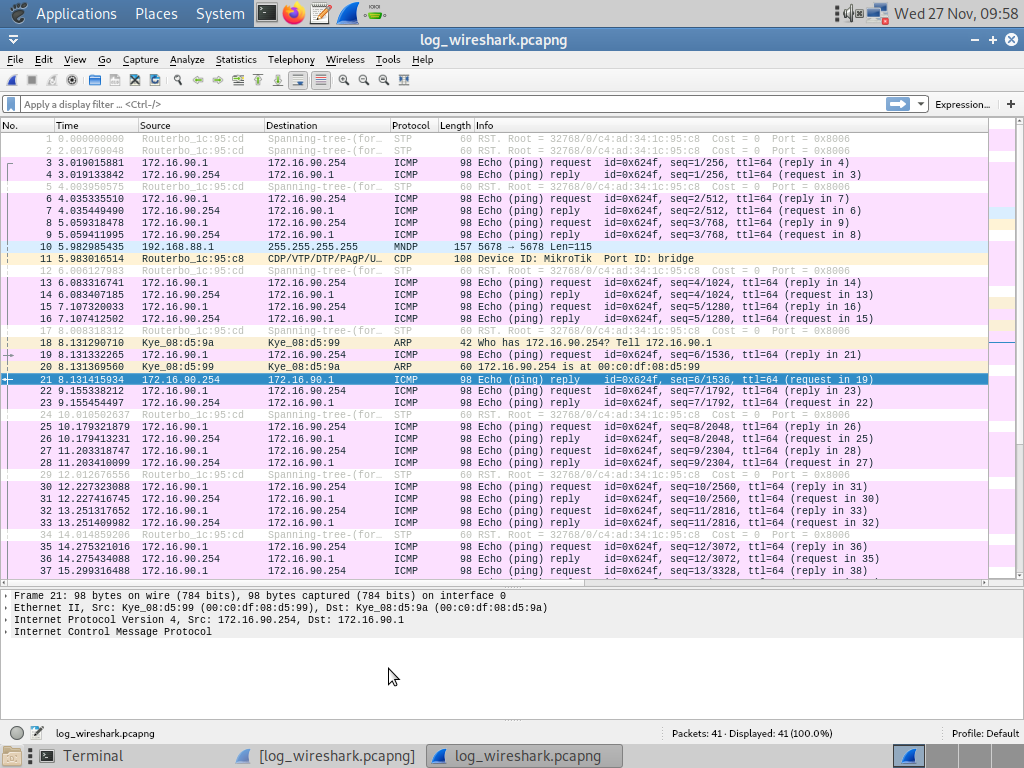 Applications Places System Wed 27 Nov, 09:58
log_wireshark.pcapng
File Edit View Go Capture Analyze Statistics Telephony Wireless Tools Help
Apply a display filter ... <Ctrl-/> Expression... +
No. Time Source Destination Protocol Length Info
1 0.000000000 Routerbo_1c:95:cd Spanning-tree-(for… STP 60 RST. Root = 32768/0/c4:ad:34:1c:95:c8 Cost = 0 Port = 0x8006
2 2.001769048 Routerbo_1c:95:cd Spanning-tree-(for… STP 60 RST. Root = 32768/0/c4:ad:34:1c:95:c8 Cost = 0 Port = 0x8006
3 3.019015881 172.16.90.1 172.16.90.254 ICMP 98 Echo (ping) request id=0x624f, seq=1/256, ttl=64 (reply in 4)
4 3.019133842 172.16.90.254 172.16.90.1 ICMP 98 Echo (ping) reply id=0x624f, seq=1/256, ttl=64 (request in 3)
5 4.003950575 Routerbo_1c:95:cd Spanning-tree-(for… STP 60 RST. Root = 32768/0/c4:ad:34:1c:95:c8 Cost = 0 Port = 0x8006
6 4.035335510 172.16.90.1 172.16.90.254 ICMP 98 Echo (ping) request id=0x624f, seq=2/512, ttl=64 (reply in 7)
7 4.035449490 172.16.90.254 172.16.90.1 ICMP 98 Echo (ping) reply id=0x624f, seq=2/512, ttl=64 (request in 6)
8 5.059318478 172.16.90.1 172.16.90.254 ICMP 98 Echo (ping) request id=0x624f, seq=3/768, ttl=64 (reply in 9)
9 5.059411995 172.16.90.254 172.16.90.1 ICMP 98 Echo (ping) reply id=0x624f, seq=3/768, ttl=64 (request in 8)
10 5.982985435 192.168.88.1 255.255.255.255 MNDP 157 5678 → 5678 Len=115
11 5.983016514 Routerbo_1c:95:c8 CDP/VTP/DTP/PAgP/U… CDP 108 Device ID: MikroTik Port ID: bridge
12 6.006127983 Routerbo_1c:95:cd Spanning-tree-(for… STP 60 RST. Root = 32768/0/c4:ad:34:1c:95:c8 Cost = 0 Port = 0x8006
13 6.083316741 172.16.90.1 172.16.90.254 ICMP 98 Echo (ping) request id=0x624f, seq=4/1024, ttl=64 (reply in 14)
14 6.083407185 172.16.90.254 172.16.90.1 ICMP 98 Echo (ping) reply id=0x624f, seq=4/1024, ttl=64 (request in 13)
15 7.107320033 172.16.90.1 172.16.90.254 ICMP 98 Echo (ping) request id=0x624f, seq=5/1280, ttl=64 (reply in 16)
16 7.107412502 172.16.90.254 172.16.90.1 ICMP 98 Echo (ping) reply id=0x624f, seq=5/1280, ttl=64 (request in 15)
17 8.008318312 Routerbo_1c:95:cd Spanning-tree-(for… STP 60 RST. Root = 32768/0/c4:ad:34:1c:95:c8 Cost = 0 Port = 0x8006
18 8.131290710 Kye_08:d5:9a Kye_08:d5:99 ARP 42 Who has 172.16.90.254? Tell 172.16.90.1
19 8.131332265 172.16.90.1 172.16.90.254 ICMP 98 Echo (ping) request id=0x624f, seq=6/1536, ttl=64 (reply in 21)
20 8.131369560 Kye_08:d5:99 Kye_08:d5:9a ARP 60 172.16.90.254 is at 00:c0:df:08:d5:99
21 8.131415934 172.16.90.254 172.16.90.1 ICMP 98 Echo (ping) reply id=0x624f, seq=6/1536, ttl=64 (request in 19)
22 9.155338212 172.16.90.1 172.16.90.254 ICMP 98 Echo (ping) request id=0x624f, seq=7/1792, ttl=64 (reply in 23)
23 9.155454497 172.16.90.254 172.16.90.1 ICMP 98 Echo (ping) reply id=0x624f, seq=7/1792, ttl=64 (request in 22)
24 10.010502637 Routerbo_1c:95:cd Spanning-tree-(for… STP 60 RST. Root = 32768/0/c4:ad:34:1c:95:c8 Cost = 0 Port = 0x8006
25 10.179321879 172.16.90.1 172.16.90.254 ICMP 98 Echo (ping) request id=0x624f, seq=8/2048, ttl=64 (reply in 26)
26 10.179413231 172.16.90.254 172.16.90.1 ICMP 98 Echo (ping) reply id=0x624f, seq=8/2048, ttl=64 (request in 25)
27 11.203318747 172.16.90.1 172.16.90.254 ICMP 98 Echo (ping) request id=0x624f, seq=9/2304, ttl=64 (reply in 28)
28 11.203410099 172.16.90.254 172.16.90.1 ICMP 98 Echo (ping) reply id=0x624f, seq=9/2304, ttl=64 (request in 27)
29 12.012676556 Routerbo_1c:95:cd Spanning-tree-(for… STP 60 RST. Root = 32768/0/c4:ad:34:1c:95:c8 Cost = 0 Port = 0x8006
30 12.227323088 172.16.90.1 172.16.90.254 ICMP 98 Echo (ping) request id=0x624f, seq=10/2560, ttl=64 (reply in 31)
31 12.227416745 172.16.90.254 172.16.90.1 ICMP 98 Echo (ping) reply id=0x624f, seq=10/2560, ttl=64 (request in 30)
32 13.251317652 172.16.90.1 172.16.90.254 ICMP 98 Echo (ping) request id=0x624f, seq=11/2816, ttl=64 (reply in 33)
33 13.251409982 172.16.90.254 172.16.90.1 ICMP 98 Echo (ping) reply id=0x624f, seq=11/2816, ttl=64 (request in 32)
34 14.014859206 Routerbo_1c:95:cd Spanning-tree-(for… STP 60 RST. Root = 32768/0/c4:ad:34:1c:95:c8 Cost = 0 Port = 0x8006
35 14.275321016 172.16.90.1 172.16.90.254 ICMP 98 Echo (ping) request id=0x624f, seq=12/3072, ttl=64 (reply in 36)
36 14.275434088 172.16.90.254 172.16.90.1 ICMP 98 Echo (ping) reply id=0x624f, seq=12/3072, ttl=64 (request in 35)
37 15.299316488 172.16.90.1 172.16.90.254 ICMP 98 Echo (ping) request id=0x624f, seq=13/3328, ttl=64 (reply in 38)
Frame 21: 98 bytes on wire (784 bits), 98 bytes captured (784 bits) on interface 0
Ethernet II, Src: Kye_08:d5:99 (00:c0:df:08:d5:99), Dst: Kye_08:d5:9a (00:c0:df:08:d5:9a)
Internet Protocol Version 4, Src: 172.16.90.254, Dst: 172.16.90.1
Internet Control Message Protocol
log_wireshark.pcapng Packets: 41 · Displayed: 41 (100.0%) Profile: Default
Terminal [log_wireshark.pcapng] log_wireshark.pcapng